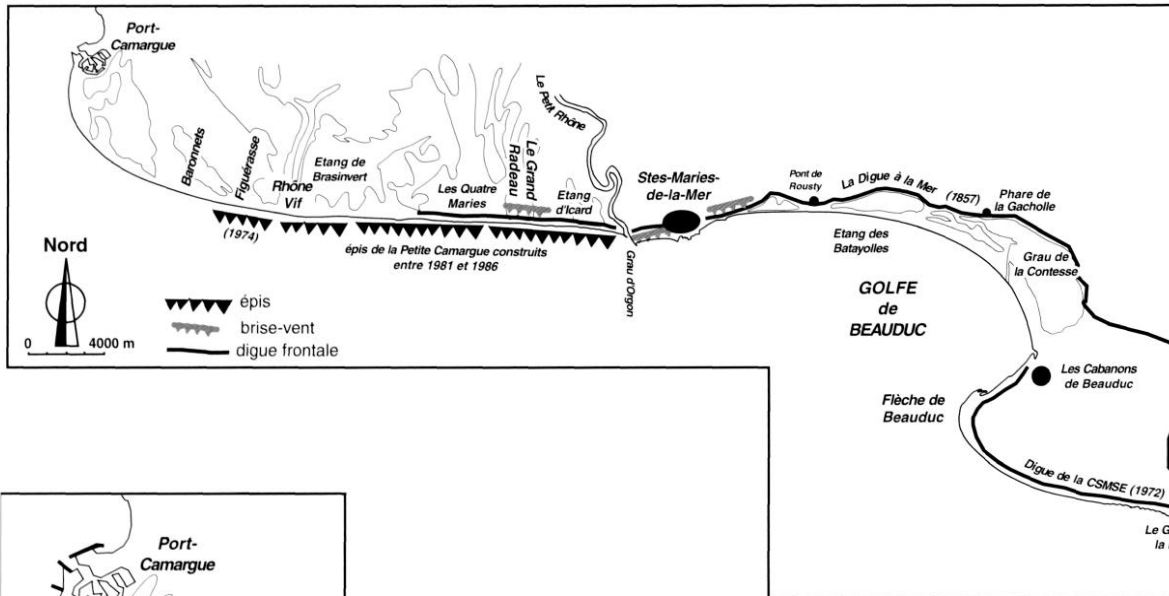 Port-
Camargue
Baronnets
Figuérasse
Rhône
Vif
Etang de
Brasinvert
Les Quatre
Maries
Le Grand
Radeau
Etang
d'Icard
Le Petit Rhône
Stes-Maries-
de-la-Mer
Pont de
Rousty
La Digue à la Mer
(1857)
Phare de
la Gacholle
Etang des
Batayolles
Grau de
la Contesse
(1974)
épis de la Petite Camargue construits
entre 1981 et 1986
Grau d'Orgon
GOLFE
de
BEAUDUC
Nord
0 4000 m
épis
brise-vent
digue frontale
Les Cabanons
de Beauduc
Flèche de
Beauduc
Digue de la CSMSE (1972)
Le G
la
Port-
Camargue